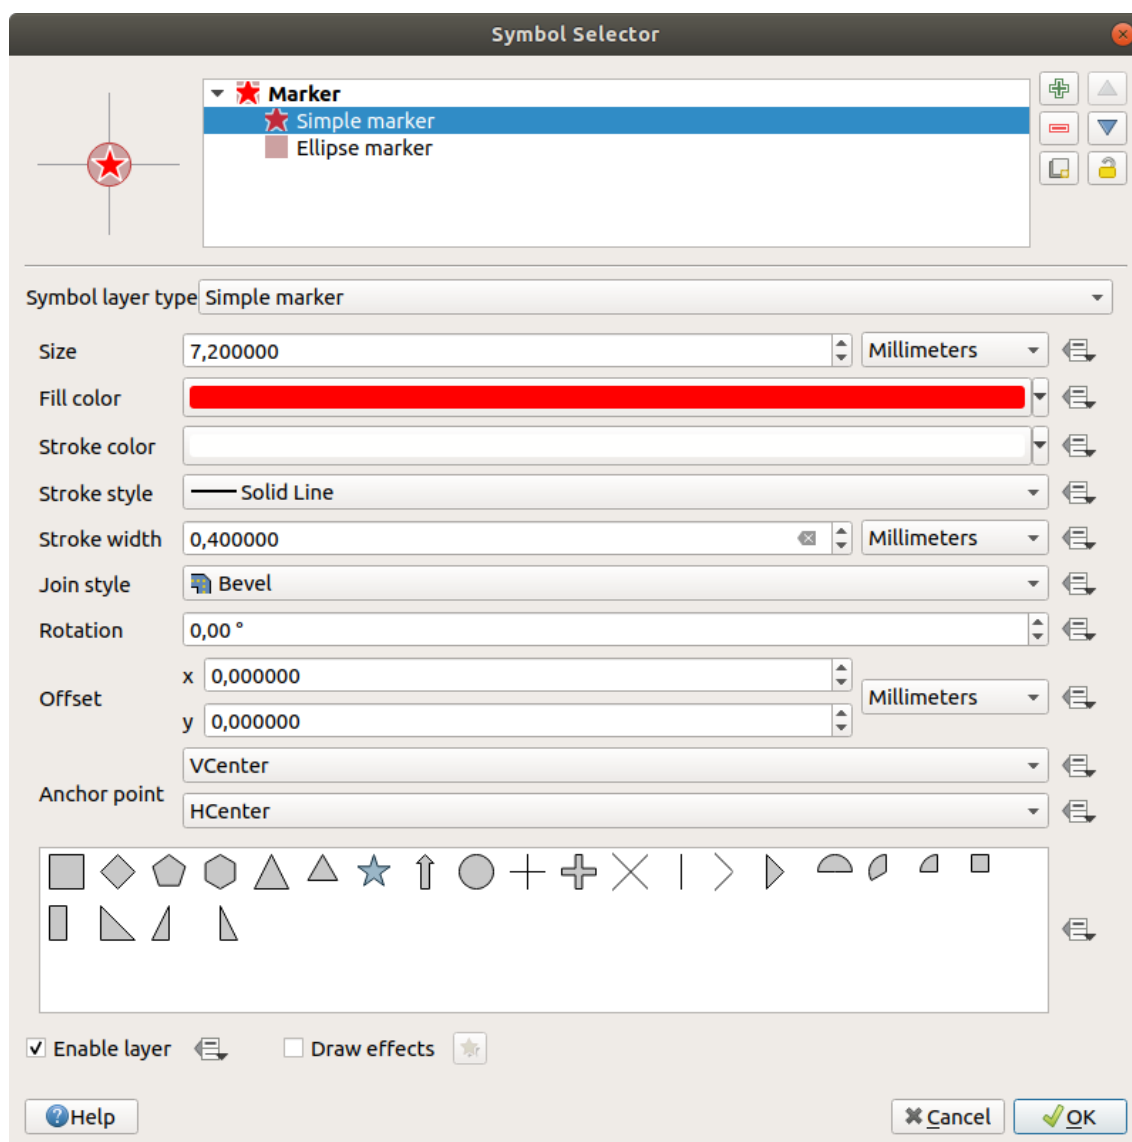 Symbol Selector
Marker
Simple marker
Ellipse marker
Symbol layer type Simple marker
Size 7,200000 Millimeters
Fill color
Stroke color
Stroke style Solid Line
Stroke width 0,400000 Millimeters
Join style Bevel
Rotation 0,00 °
Offset x 0,000000 Millimeters
y 0,000000
Anchor point VCenter
HCenter
Enable layer Draw effects
Help Cancel OK